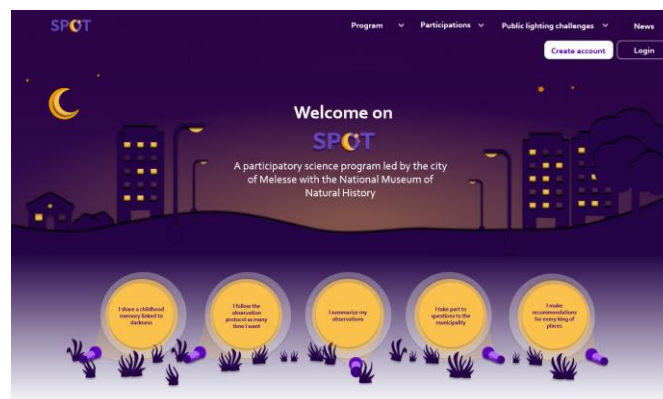 SPOT
Program
Participations
Public lighting challenges
News
Create account
Login
Welcome on
SPOT
A participatory science program led by the city
of Melesse with the National Museum of
Natural History
I share a childhood
memory linked to
darkness
I follow the
observation
protocol as many
time I want
I summarize my
observations
I take part to
questions to the
municipality
I make
recommendations
for every king of
places